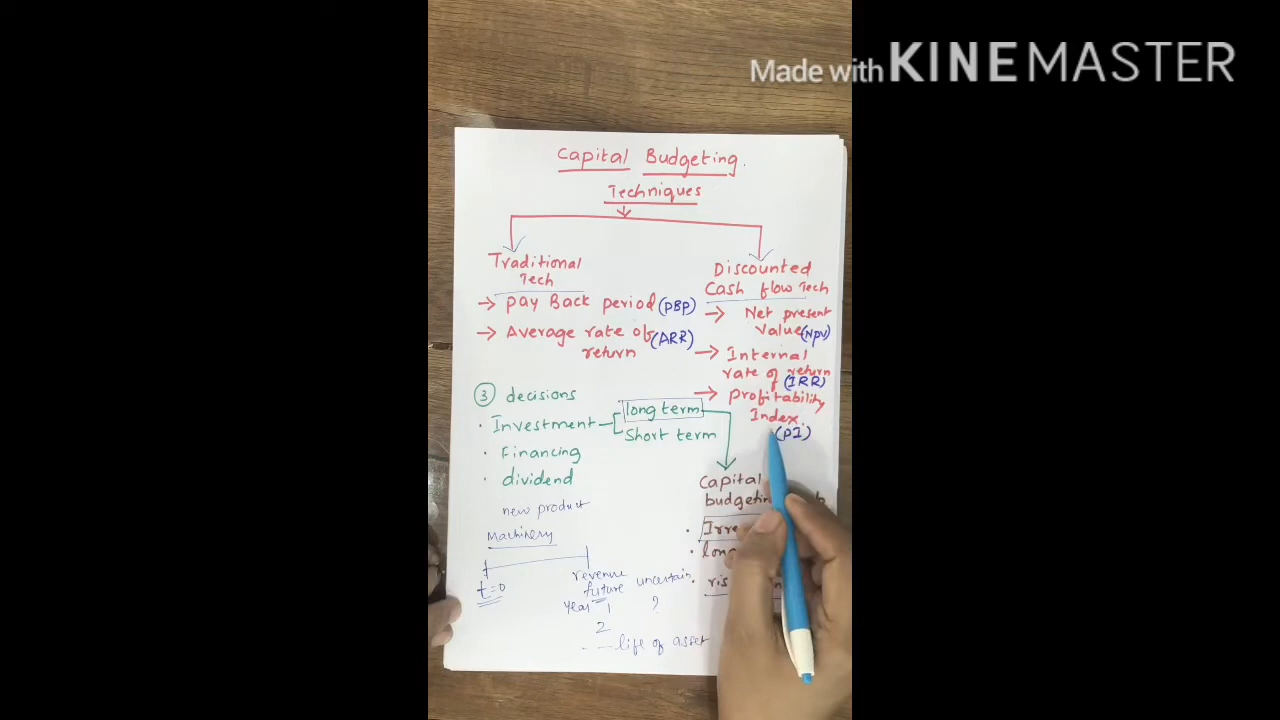 Made with KINEMASTER
Capital Budgeting.
Techniques
Traditional
Tech
→ Pay Back period (PBP)
→ Average rate of (ARR)
return
Discounted
Cash flow Tech
→ Net present
Value (NPV)
→ Internal
rate of return
(IRR)
→ Profitability
Index
(PI)
③ decisions
· Investment
long term
Short term
· Financing
· dividend
Capital
new product
Machinery
t=0
revenue
future
uncertain
Year 1 ?
2
life of asset